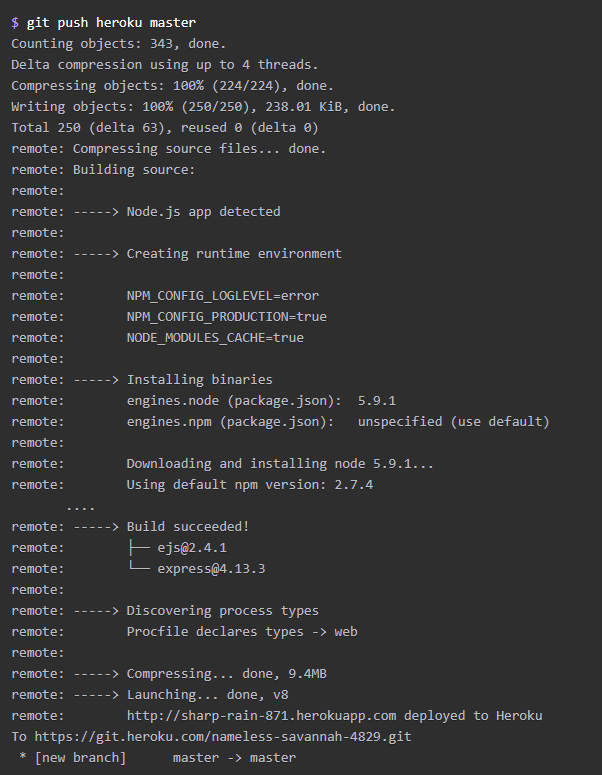 $ git push heroku master
Counting objects: 343, done.
Delta compression using up to 4 threads.
Compressing objects: 100% (224/224), done.
Writing objects: 100% (250/250), 238.01 KiB, done.
Total 250 (delta 63), reused 0 (delta 0)
remote: Compressing source files... done.
remote: Building source:
remote:
remote: -----> Node.js app detected
remote:
remote: -----> Creating runtime environment
remote:
remote:        NPM_CONFIG_LOGLEVEL=error
remote:        NPM_CONFIG_PRODUCTION=true
remote:        NODE_MODULES_CACHE=true
remote:
remote: -----> Installing binaries
remote:        engines.node (package.json):  5.9.1
remote:        engines.npm (package.json):   unspecified (use default)
remote:
remote:        Downloading and installing node 5.9.1...
remote:        Using default npm version: 2.7.4
       ....
remote: -----> Build succeeded!
remote:        ├── ejs@2.4.1
remote:        └── express@4.13.3
remote:
remote: -----> Discovering process types
remote:        Procfile declares types -> web
remote:
remote: -----> Compressing... done, 9.4MB
remote: -----> Launching... done, v8
remote:        http://sharp-rain-871.herokuapp.com deployed to Heroku
To https://git.heroku.com/nameless-savannah-4829.git
 * [new branch]      master -> master